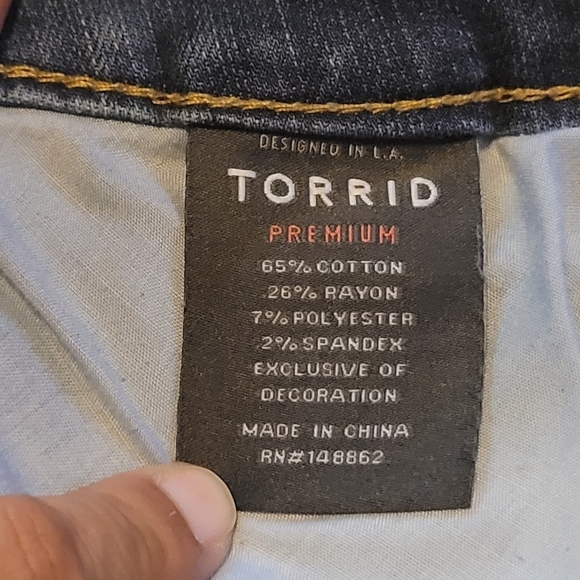 DESIGNED IN L.A.
TORRID
PREMIUM
65% COTTON
26% RAYON
7% POLYESTER
2% SPANDEX
EXCLUSIVE OF
DECORATION
MADE IN CHINA
RN#148862